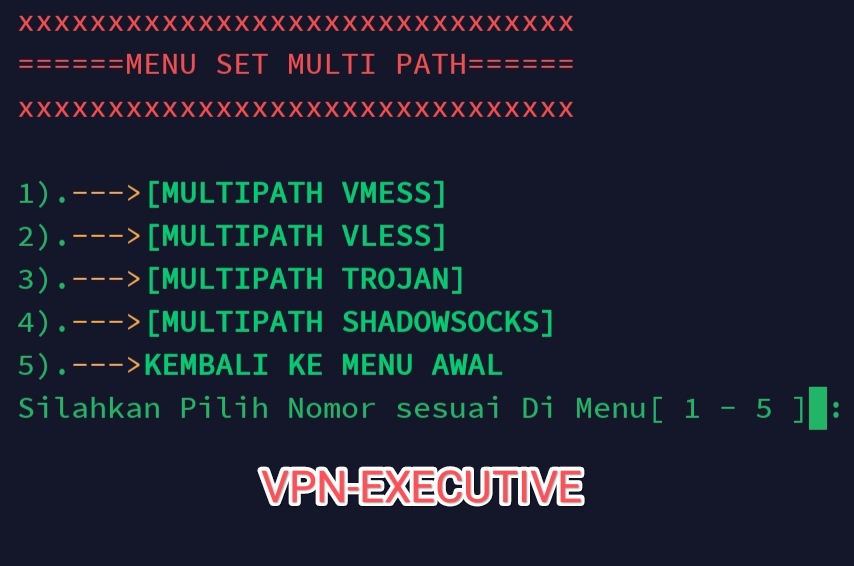 xxxxxxxxxxxxxxxxxxxxxxxxxxxxxxx
======MENU SET MULTI PATH======
xxxxxxxxxxxxxxxxxxxxxxxxxxxxxxx
1).--->[MULTIPATH VMESS]
2).--->[MULTIPATH VLESS]
3).--->[MULTIPATH TROJAN]
4).--->[MULTIPATH SHADOWSOCKS]
5).--->KEMBALI KE MENU AWAL
Silahkan Pilih Nomor sesuai Di Menu[ 1 - 5 ] :
VPN-EXECUTIVE